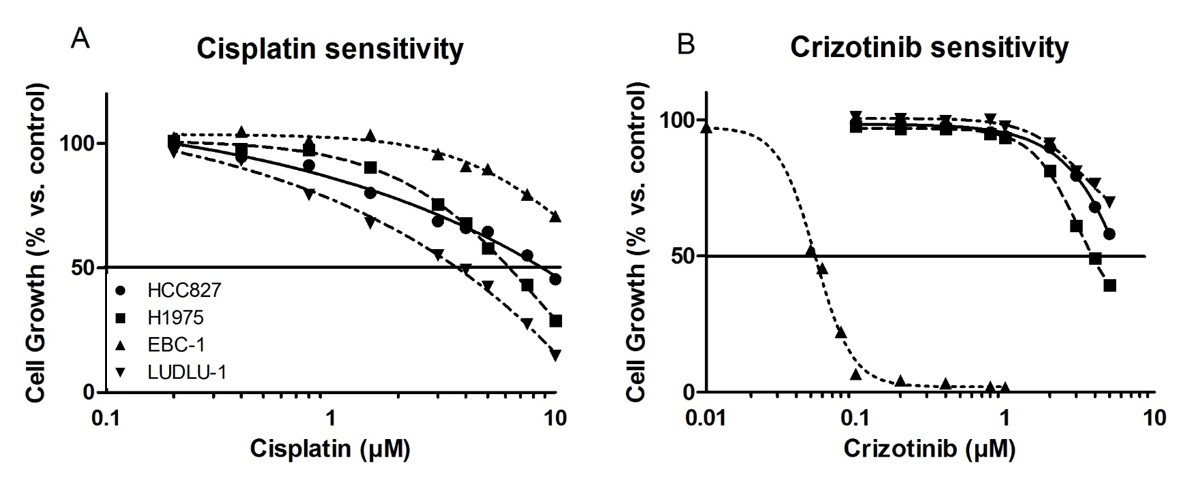 A
Cisplatin sensitivity
Cell Growth (% vs. control)
100
50
0
HCC827
H1975
EBC-1
LUDLU-1
0.1
1
10
Cisplatin (µM)
B
Crizotinib sensitivity
Cell Growth (% vs. control)
100
50
0
0.01
0.1
1
10
Crizotinib (µM)